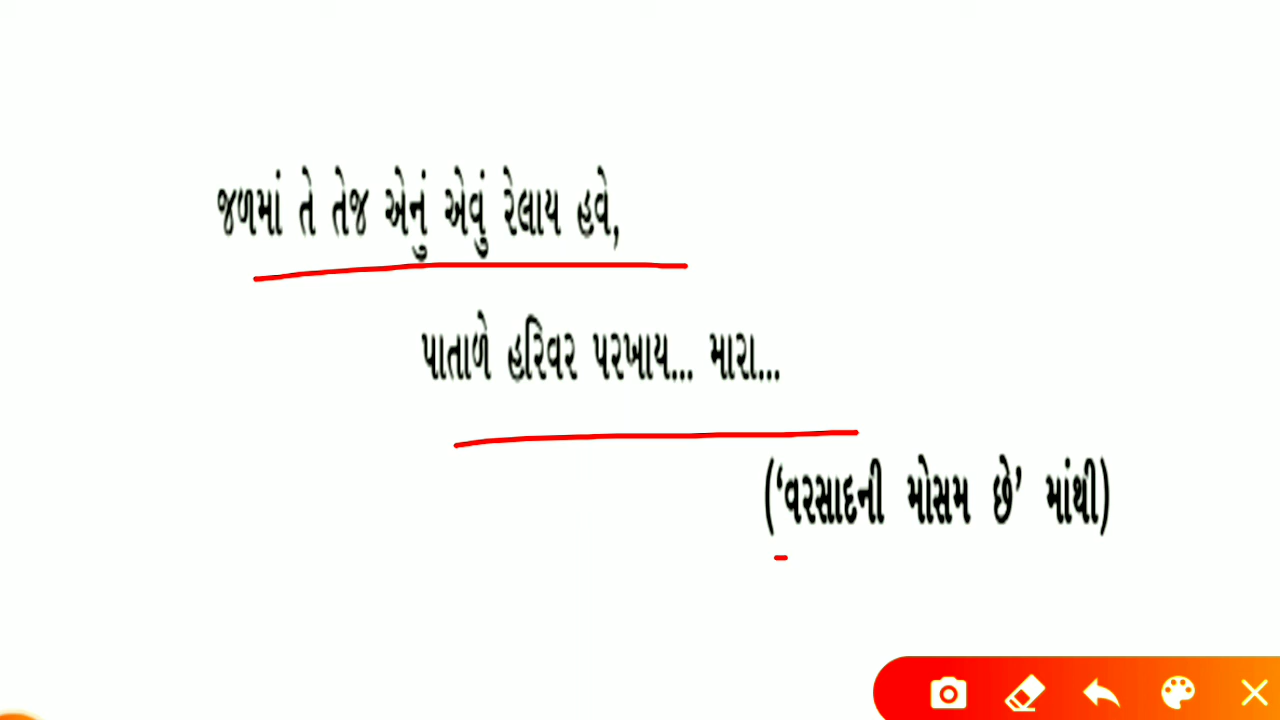 જળમાં તે તેજ એનું એવું રેલાય હવે,
પાતાળે હરિવર પરખાય... મારા...
(‘વરસાદની મોસમ છે’ માંથી)